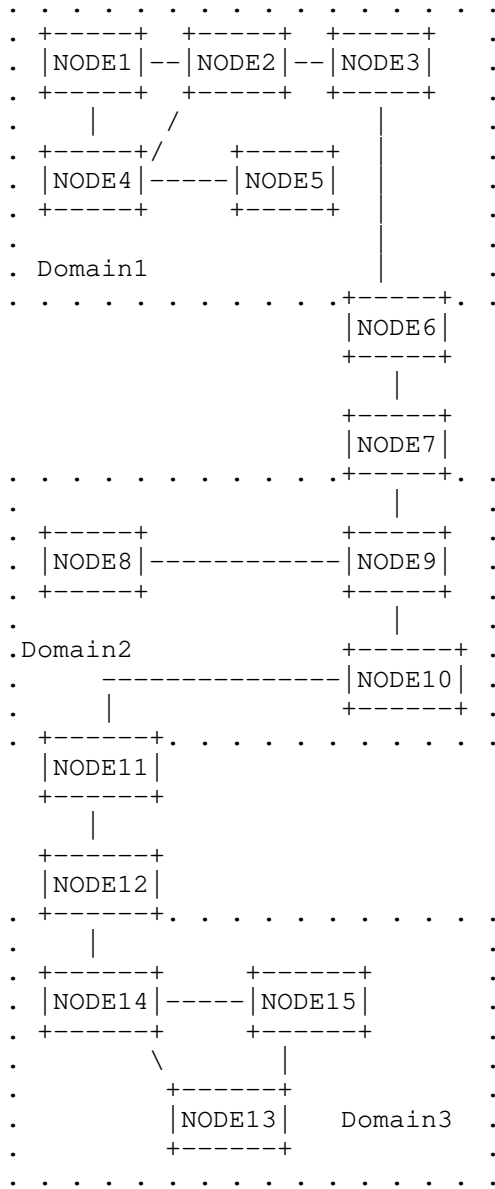 NODE1 NODE2 NODE3
NODE4 NODE5
Domain1
NODE6
NODE7
NODE8 NODE9
Domain2
NODE10
NODE11
NODE12
NODE14 NODE15
NODE13 Domain3